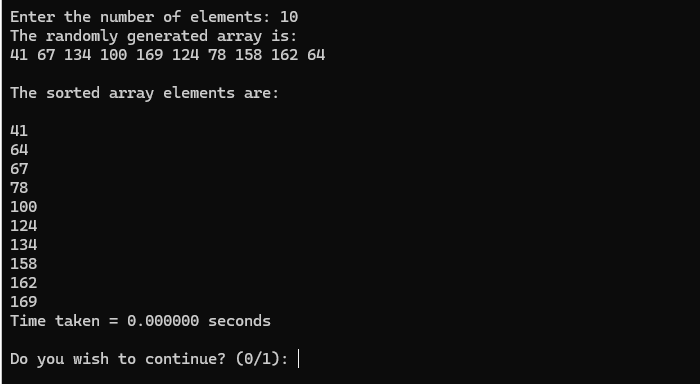 Enter the number of elements: 10
The randomly generated array is:
41 67 134 100 169 124 78 158 162 64
The sorted array elements are:
41
64
67
78
100
124
134
158
162
169
Time taken = 0.000000 seconds
Do you wish to continue? (0/1):